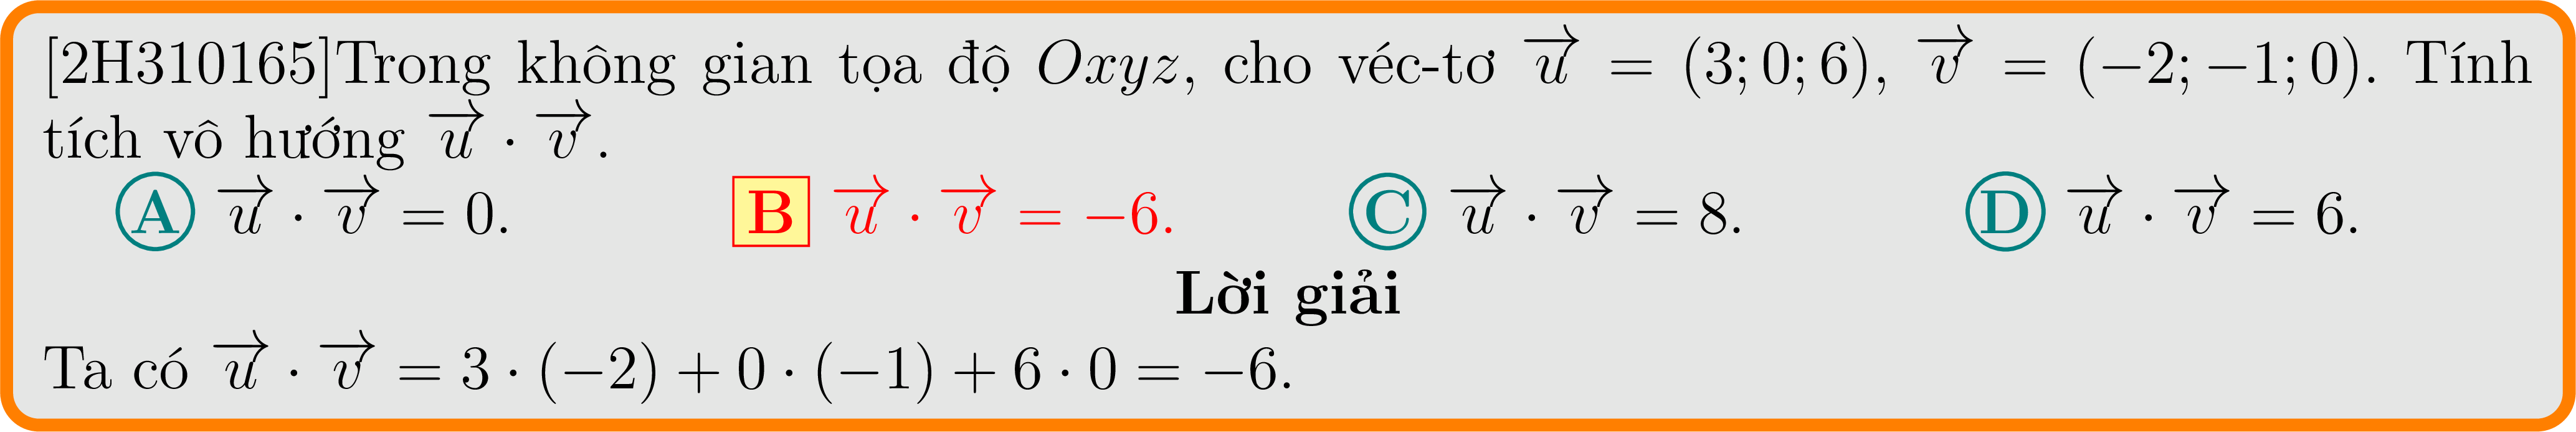 [2H310165]Trong không gian tọa độ Oxyz, cho véc-tơ $\overrightarrow{u} = (3; 0; 6)$, $\overrightarrow{v} = (-2; -1; 0)$. Tính
tích vô hướng $\overrightarrow{u} \cdot \overrightarrow{v}$.
A $\overrightarrow{u} \cdot \overrightarrow{v} = 0$. B $\overrightarrow{u} \cdot \overrightarrow{v} = -6$. C $\overrightarrow{u} \cdot \overrightarrow{v} = 8$. D $\overrightarrow{u} \cdot \overrightarrow{v} = 6$.
Lời giải
Ta có $\overrightarrow{u} \cdot \overrightarrow{v} = 3 \cdot (-2) + 0 \cdot (-1) + 6 \cdot 0 = -6$.